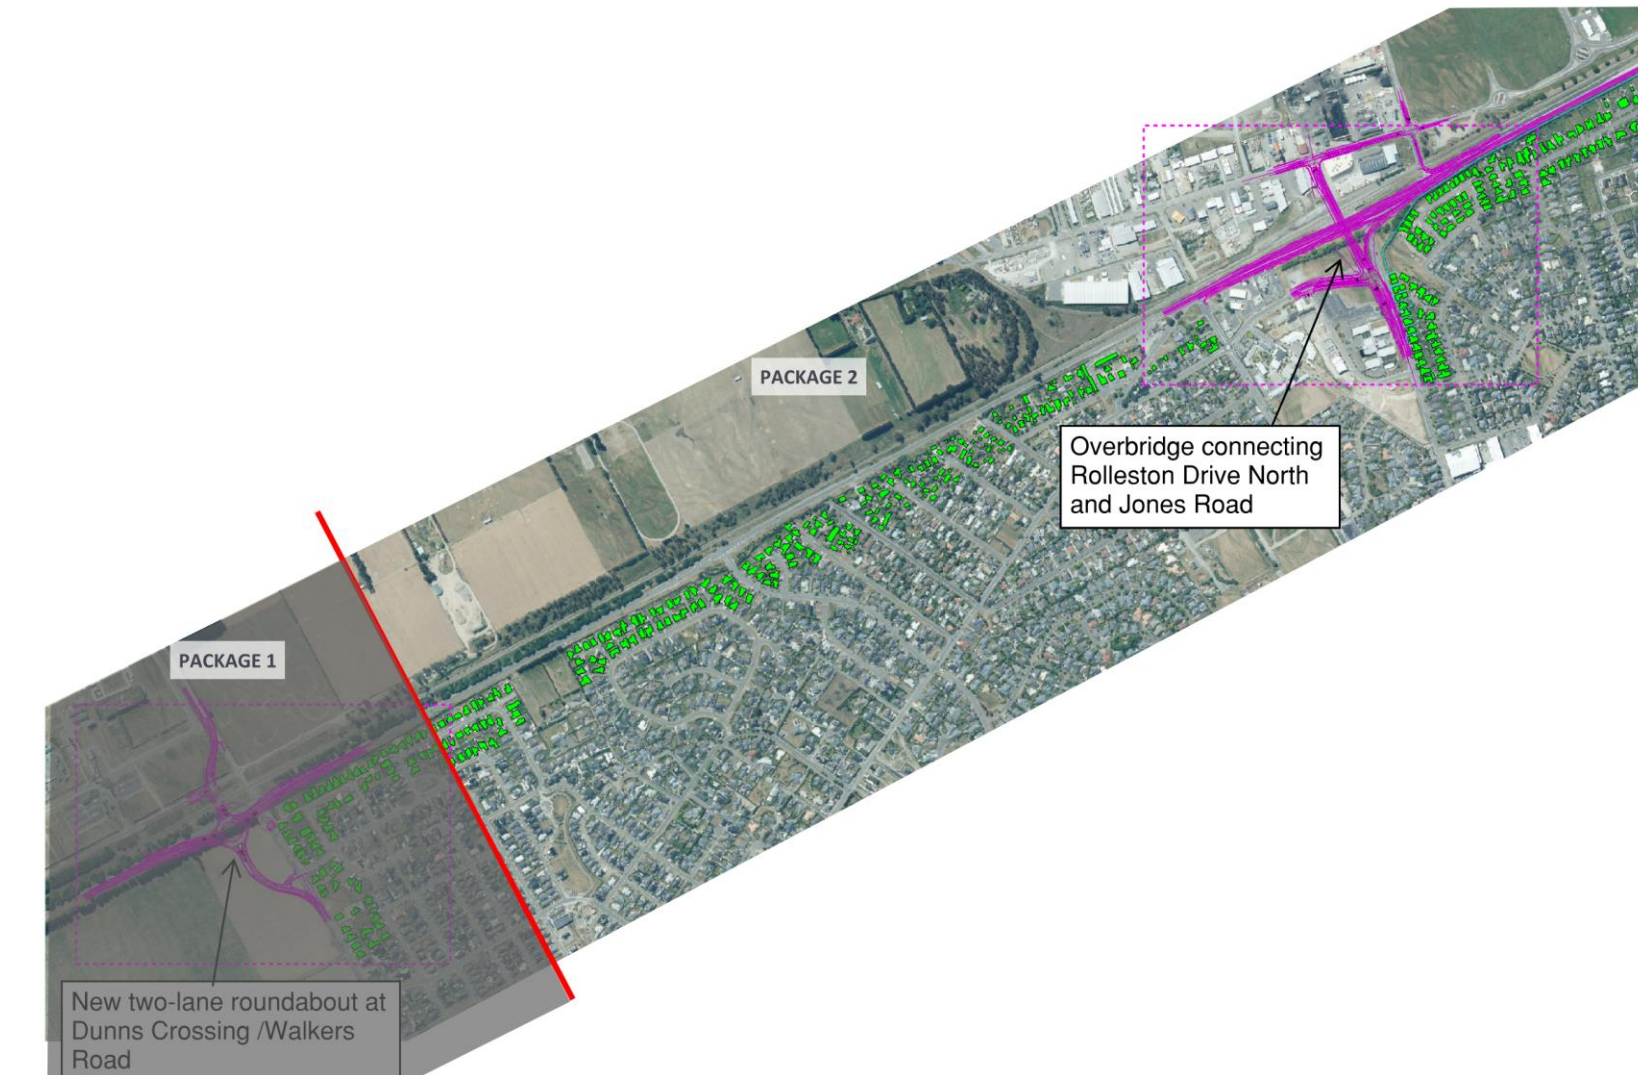 PACKAGE 2
Overbridge connecting
Rolleston Drive North
and Jones Road
PACKAGE 1
New two-lane roundabout at
Dunns Crossing /Walkers
Road